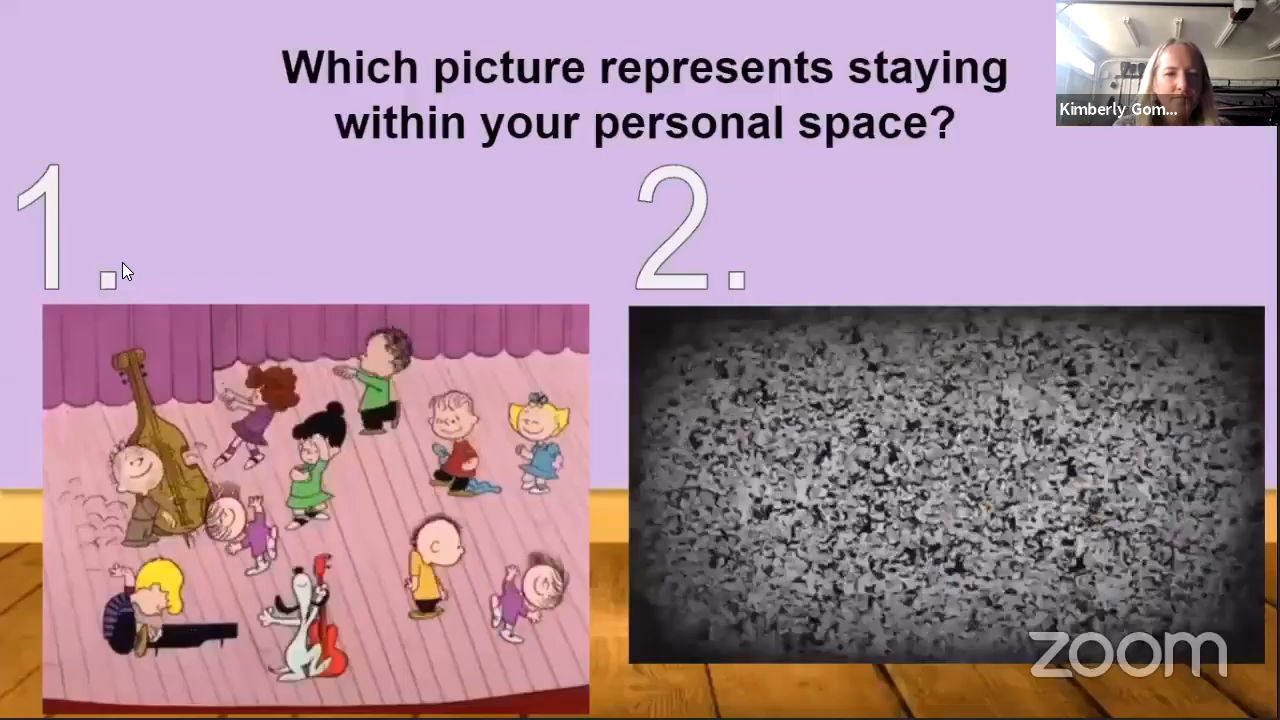 Which picture represents staying
within your personal space?
Kimberly Gom...
1.
2.
zoom